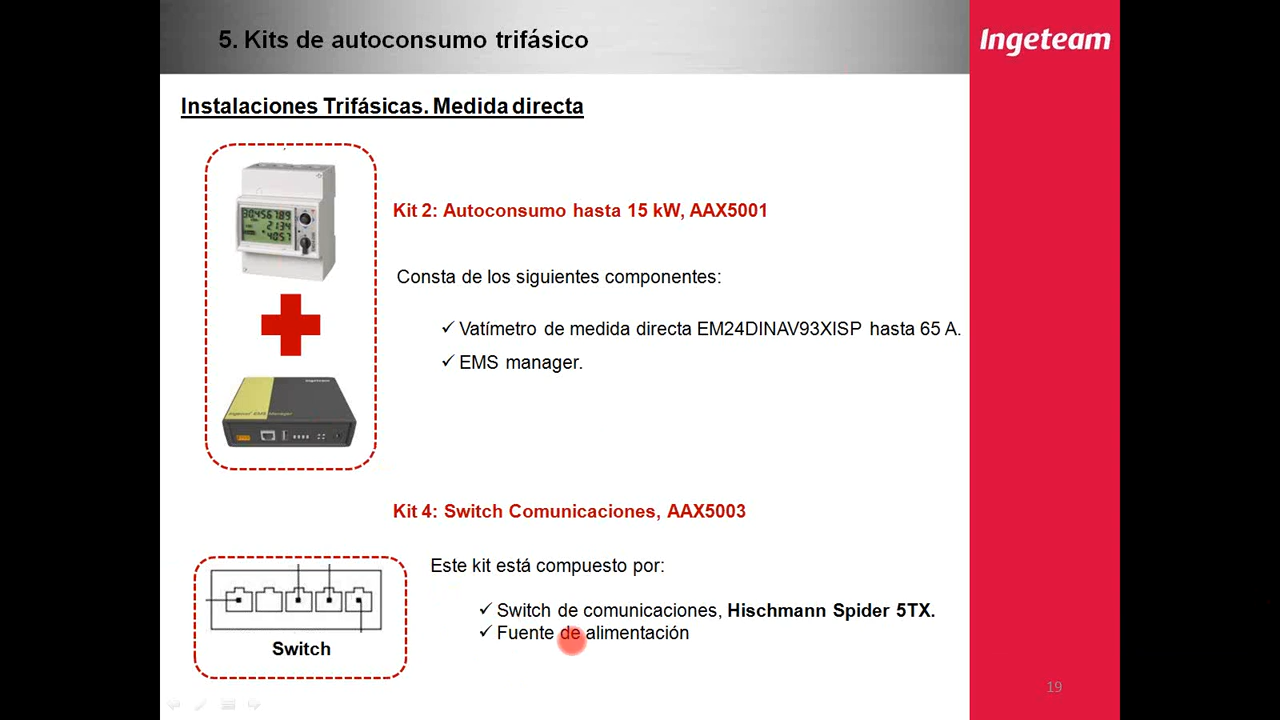 5. Kits de autoconsumo trifásico
Ingeteam
Instalaciones Trifásicas. Medida directa
Kit 2: Autoconsumo hasta 15 kW, AAX5001
Consta de los siguientes componentes:
✓ Vatímetro de medida directa EM24DINAV93XISP hasta 65 A.
✓ EMS manager.
Ingeteam
Kit 4: Switch Comunicaciones, AAX5003
Este kit está compuesto por:
✓ Switch de comunicaciones, Hischmann Spider 5TX.
✓ Fuente de alimentación
Switch
19